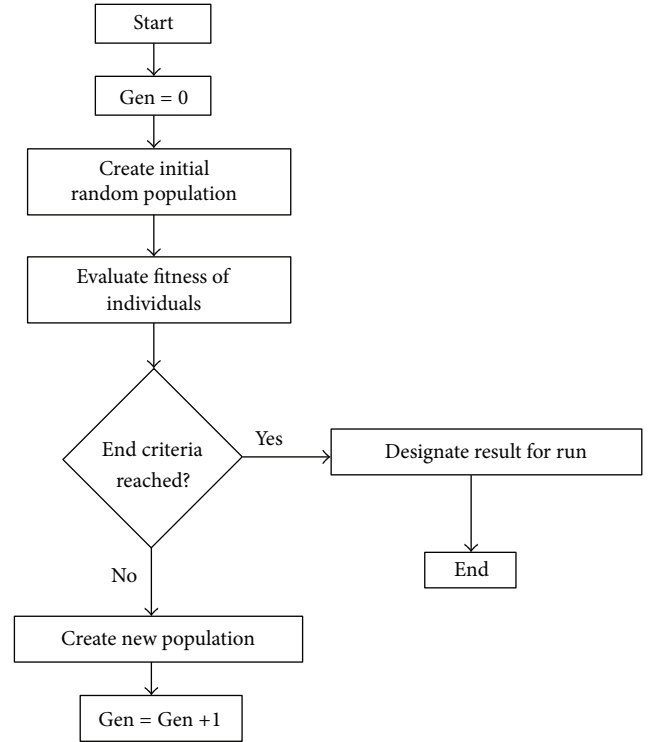 Start
Gen = 0
Create initial
random population
Evaluate fitness of
individuals
End criteria
reached?
Yes
Designate result for run
End
No
Create new population
Gen = Gen +1